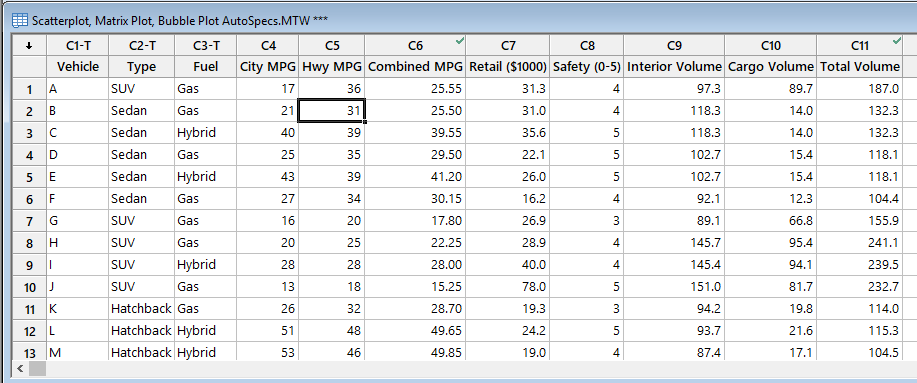 Scatterplot, Matrix Plot, Bubble Plot AutoSpecs.MTW ***
C1-T C2-T C3-T C4 C5 C6 C7 C8 C9 C10 C11
Vehicle Type Fuel City MPG Hwy MPG Combined MPG Retail ($1000) Safety (0-5) Interior Volume Cargo Volume Total Volume
1 A SUV Gas 17 36 25.55 31.3 4 97.3 89.7 187.0
2 B Sedan Gas 21 31 25.50 31.0 4 118.3 14.0 132.3
3 C Sedan Hybrid 40 39 39.55 35.6 5 118.3 14.0 132.3
4 D Sedan Gas 25 35 29.50 22.1 5 102.7 15.4 118.1
5 E Sedan Hybrid 43 39 41.20 26.0 5 102.7 15.4 118.1
6 F Sedan Gas 27 34 30.15 16.2 4 92.1 12.3 104.4
7 G SUV Gas 16 20 17.80 26.9 3 89.1 66.8 155.9
8 H SUV Gas 20 25 22.25 28.9 4 145.7 95.4 241.1
9 I SUV Hybrid 28 28 28.00 40.0 4 145.4 94.1 239.5
10 J SUV Gas 13 18 15.25 78.0 5 151.0 81.7 232.7
11 K Hatchback Gas 26 32 28.70 19.3 3 94.2 19.8 114.0
12 L Hatchback Hybrid 51 48 49.65 24.2 5 93.7 21.6 115.3
13 M Hatchback Hybrid 53 46 49.85 19.0 4 87.4 17.1 104.5